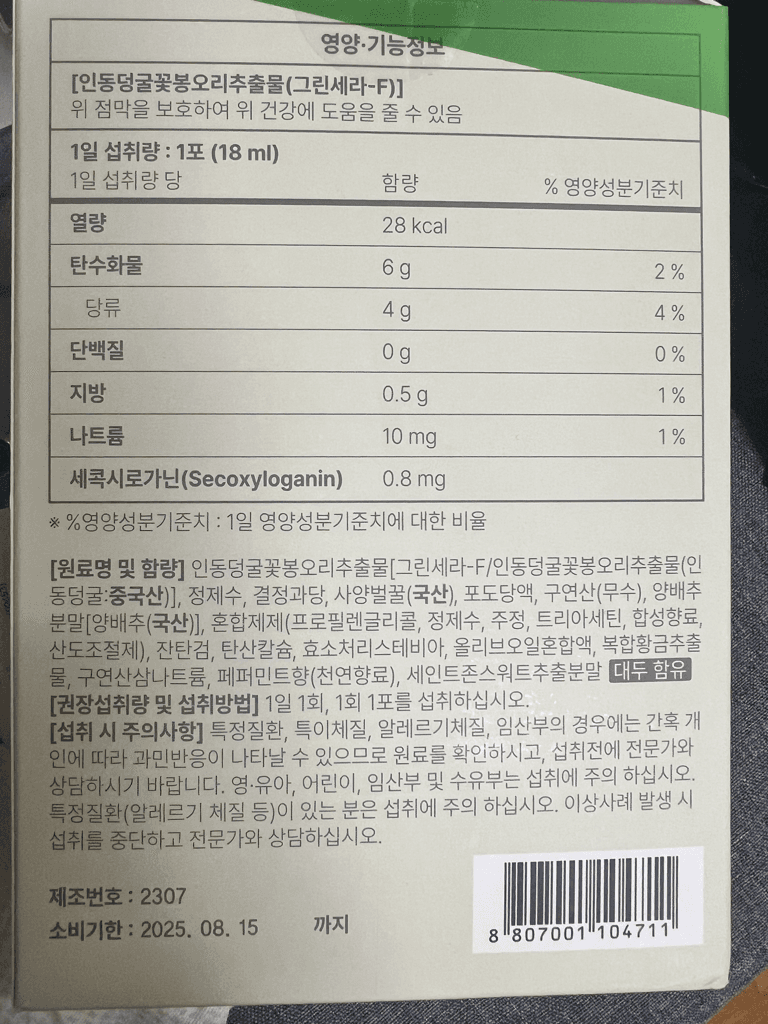 영양·기능정보
[인동덩굴꽃봉오리추출물(그린세라-F)]
위 점막을 보호하여 위 건강에 도움을 줄 수 있음
1일 섭취량 : 1포 (18 ml)
1일 섭취량 당 함량 % 영양성분기준치
열량 28 kcal
탄수화물 6 g 2 %
당류 4 g 4 %
단백질 0 g 0 %
지방 0.5 g 1 %
나트륨 10 mg 1 %
세콕시로가닌(Secoxyloganin) 0.8 mg
※ %영양성분기준치 : 1일 영양성분기준치에 대한 비율
[원료명 및 함량] 인동덩굴꽃봉오리추출물[그린세라-F/인동덩굴꽃봉오리추출물(인
동덩굴:중국산)], 정제수, 결정과당, 사양벌꿀(국산), 포도당액, 구연산(무수), 양배추
분말[양배추(국산)], 혼합제제(프로필렌글리콜, 정제수, 주정, 트리아세틴, 합성향료,
산도조절제), 잔탄검, 탄산칼슘, 효소처리스테비아, 올리브오일혼합액, 복합황금추출
물, 구연산삼나트륨, 페퍼민트향(천연향료), 세인트존스워트추출분말 대두 함유
[권장섭취량 및 섭취방법] 1일 1회, 1회 1포를 섭취하십시오.
[섭취 시 주의사항] 특정질환, 특이체질, 알레르기체질, 임산부의 경우에는 간혹 개
인에 따라 과민반응이 나타날 수 있으므로 원료를 확인하시고, 섭취전에 전문가와
상담하시기 바랍니다. 영·유아, 어린이, 임산부 및 수유부는 섭취에 주의 하십시오.
특정질환(알레르기 체질 등)이 있는 분은 섭취에 주의 하십시오. 이상사례 발생 시
섭취를 중단하고 전문가와 상담하십시오.
제조번호 : 2307
소비기한 : 2025. 08. 15 까지
8 807001 104711